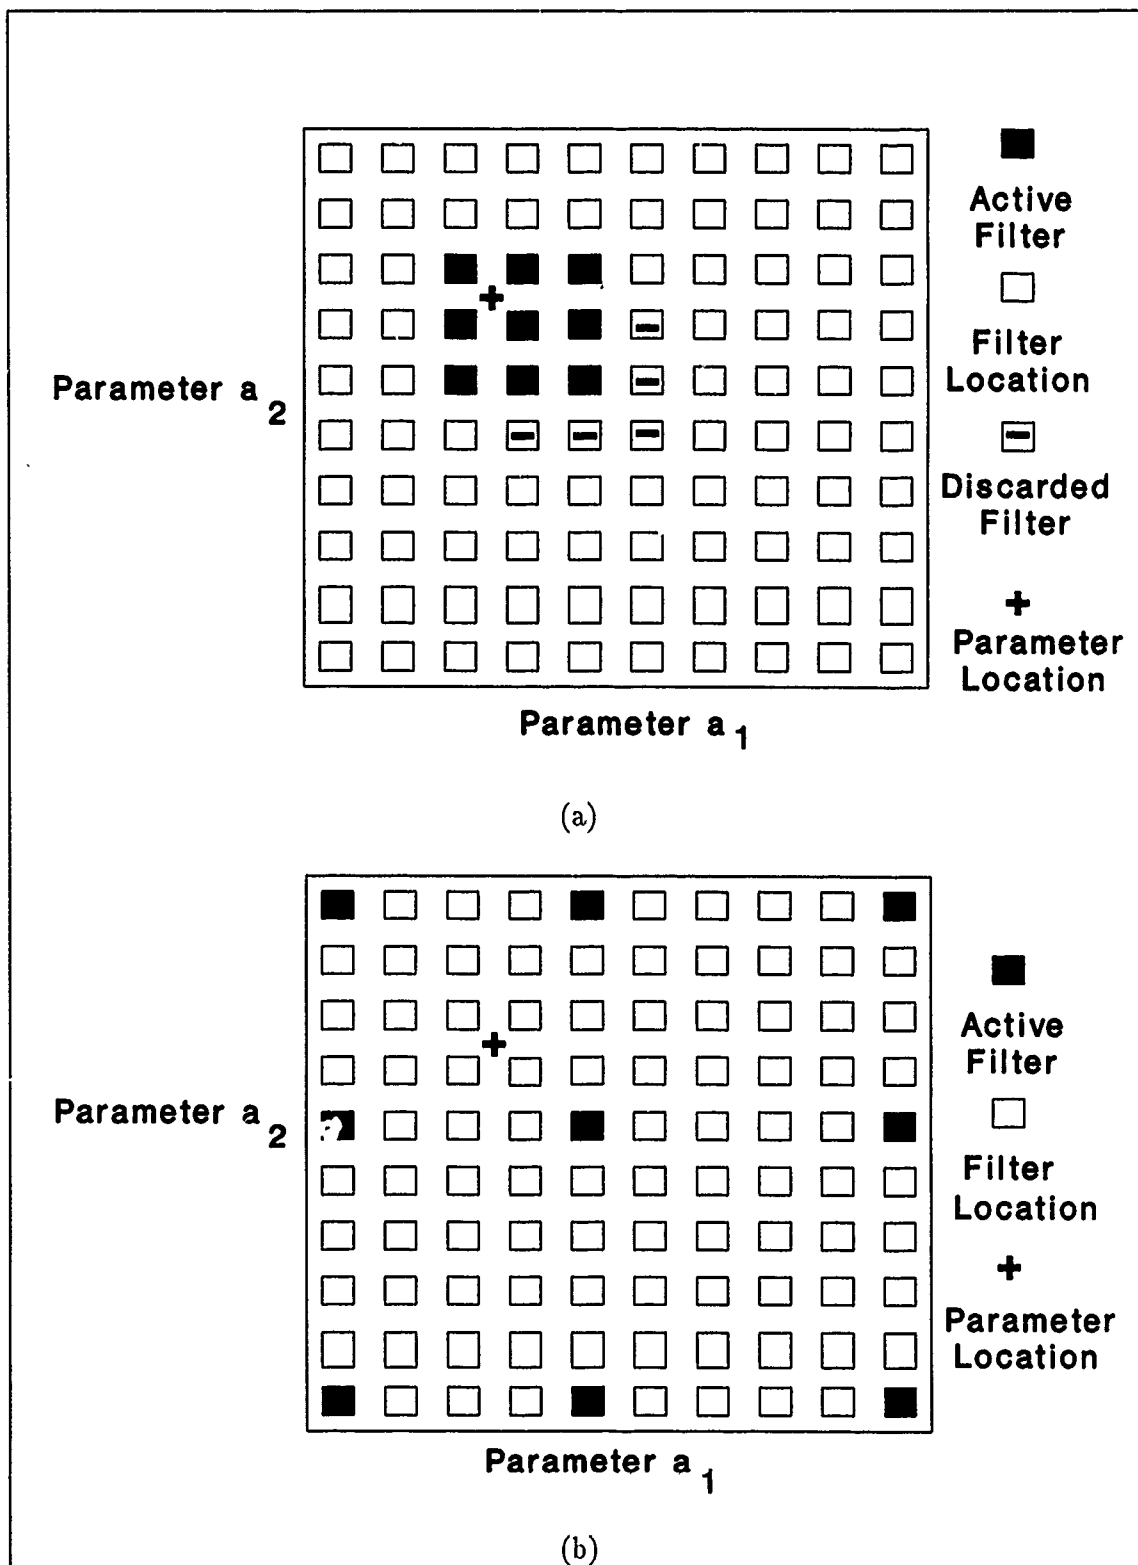 Active
Filter
Filter
Location
Parameter a 2
Discarded
Filter
Parameter
Location
Parameter a 1
(a)
Active
Filter
Parameter a 2
Filter
Location
Parameter
Location
Parameter a 1
(b)